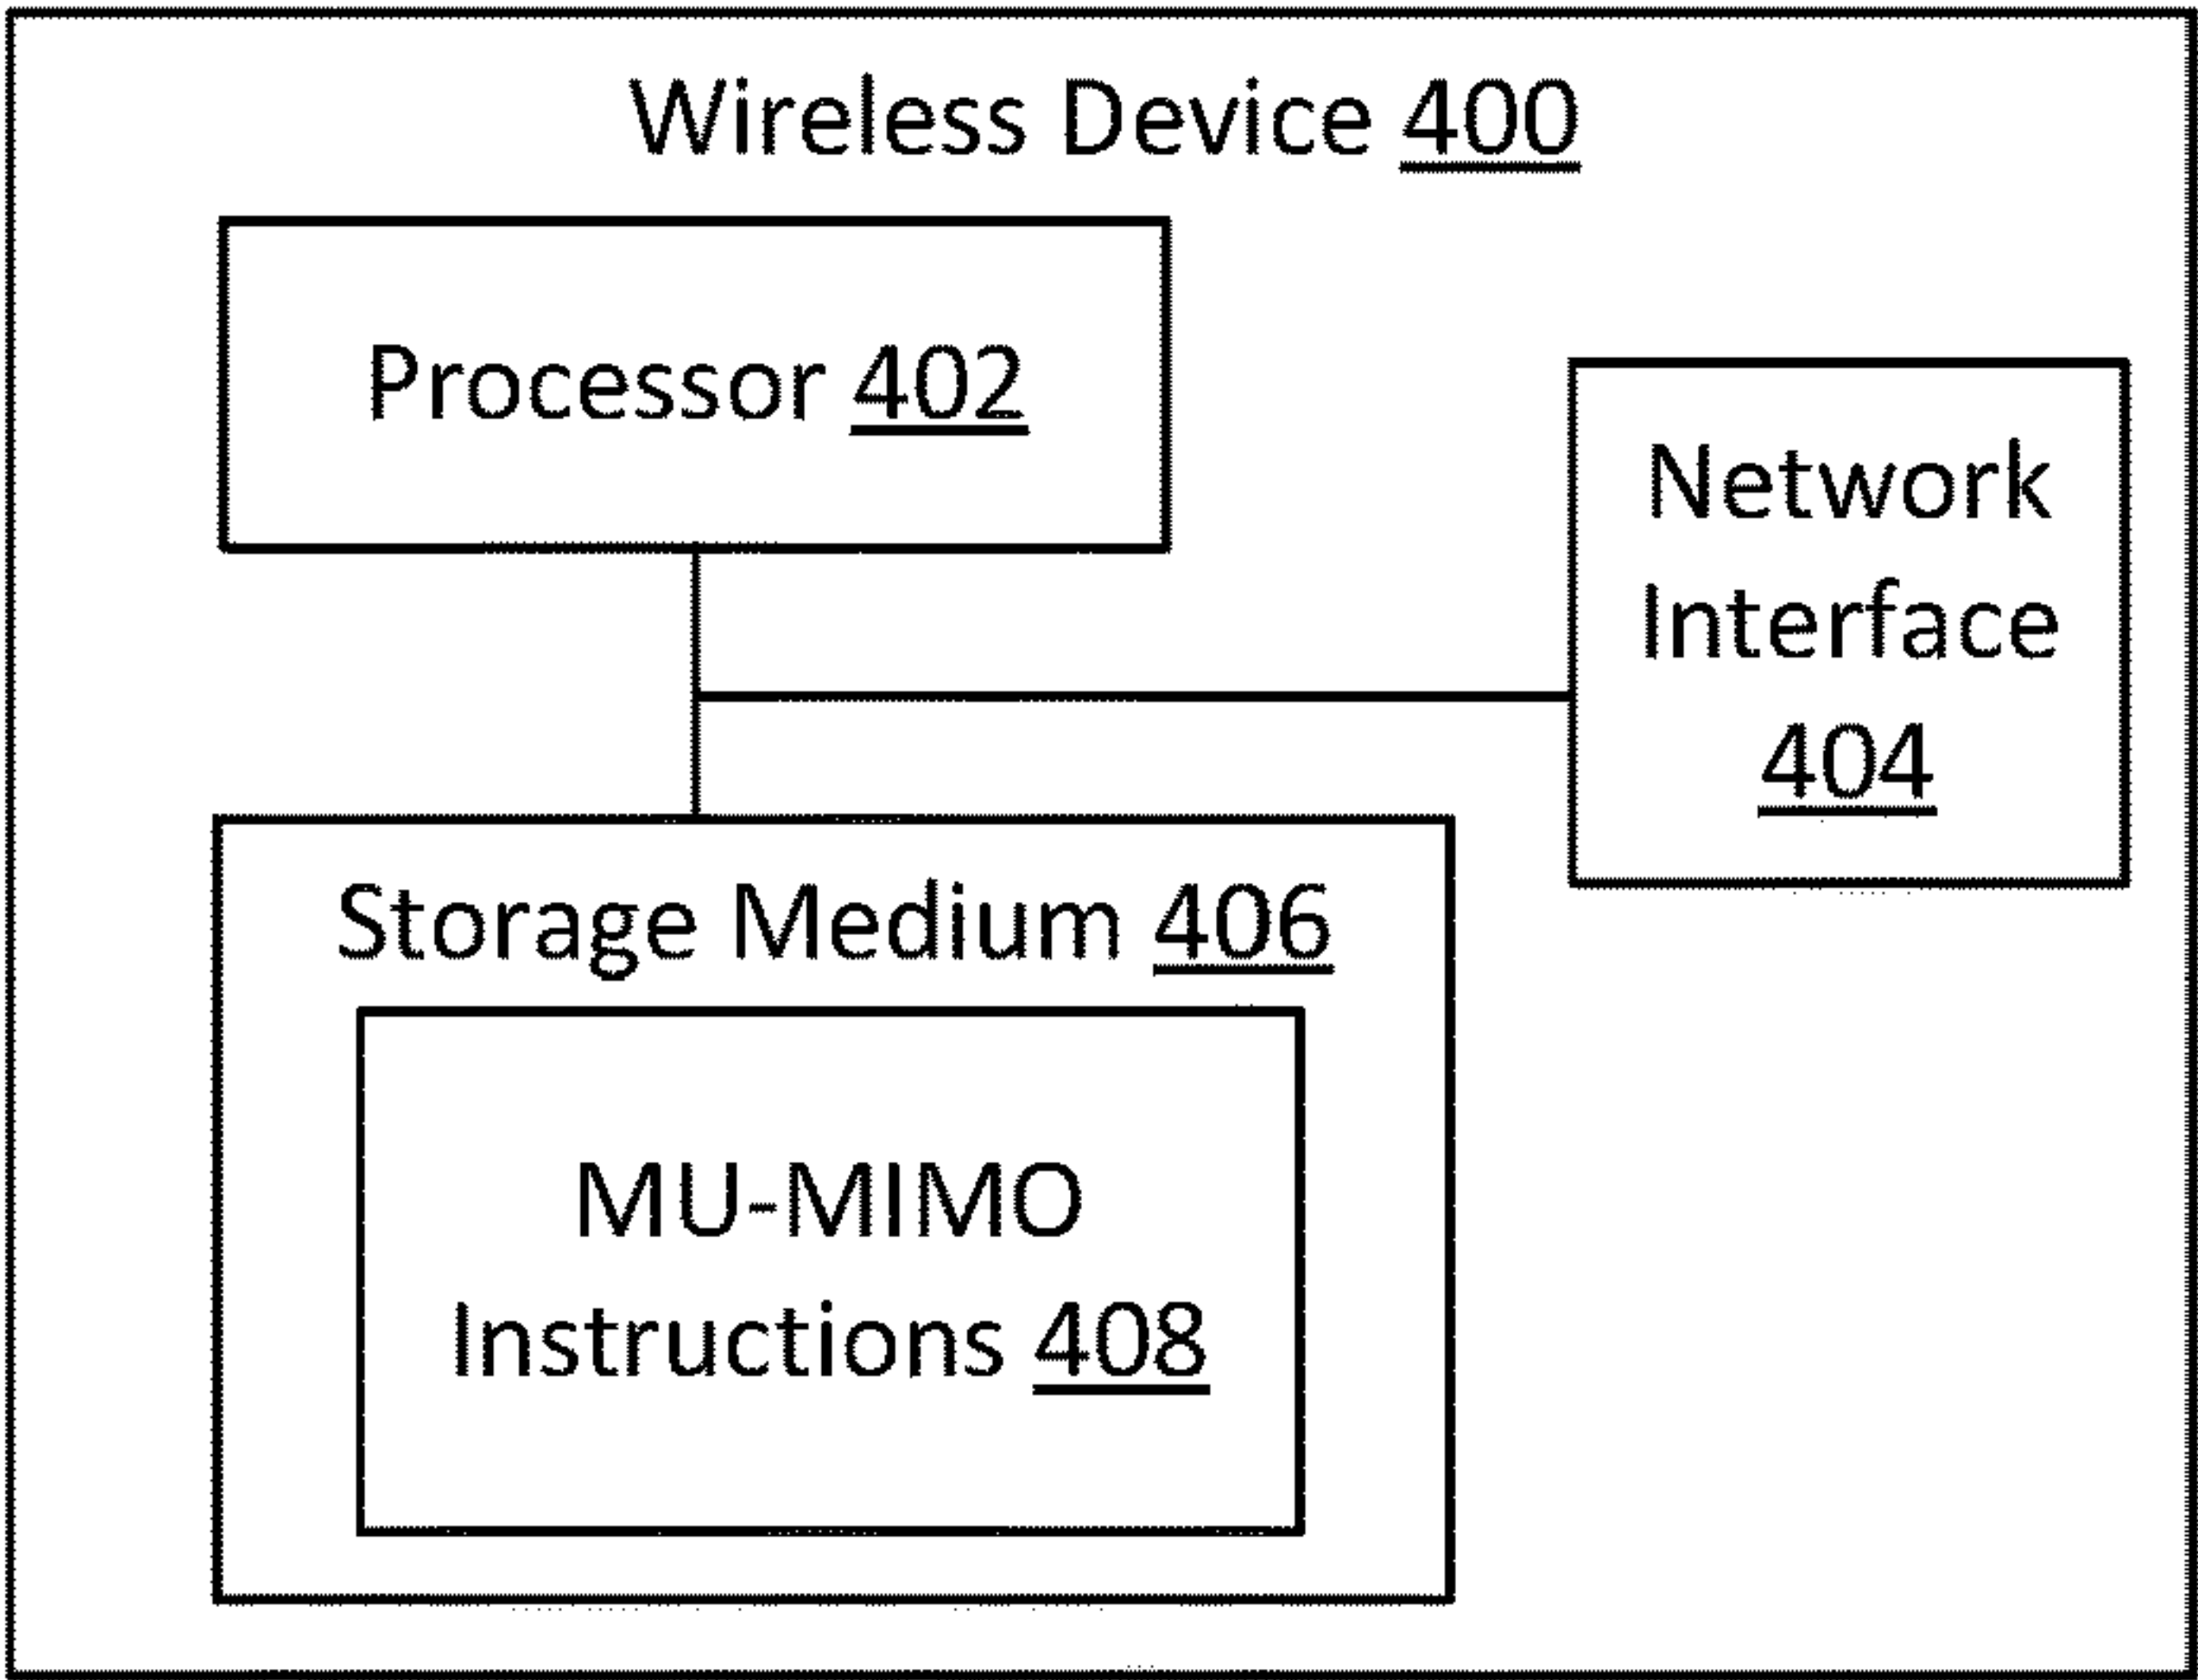 Wireless Device 400
Processor 402
Network
Interface
404
Storage Medium 406
MU-MIMO
Instructions 408